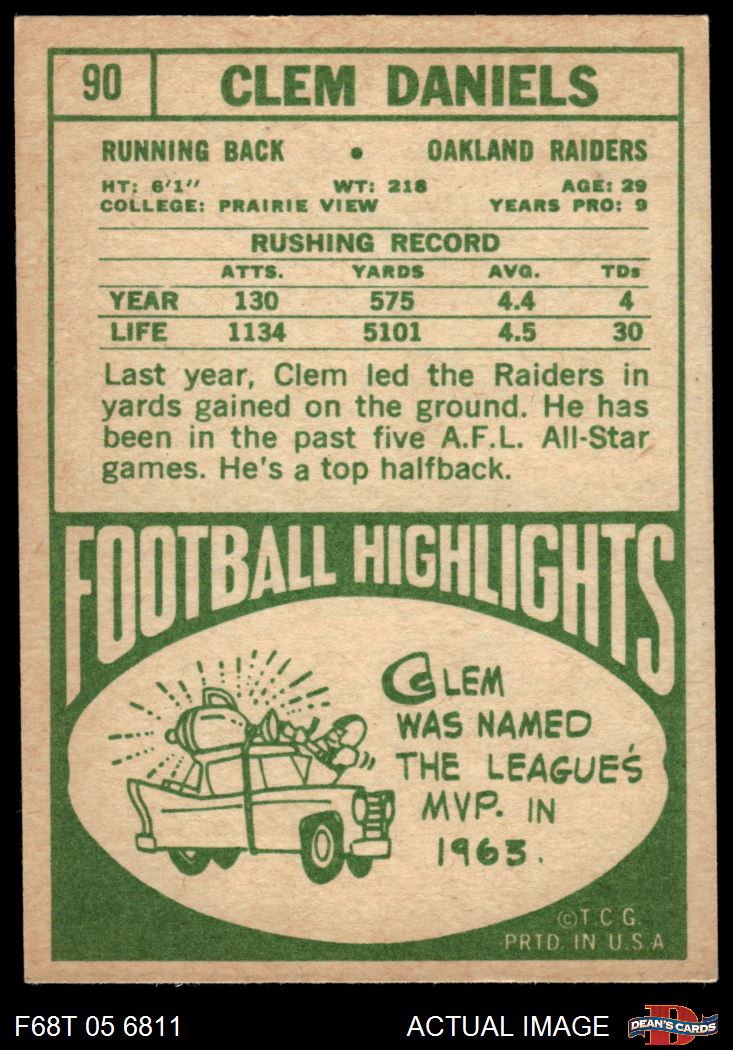 90 CLEM DANIELS
RUNNING BACK • OAKLAND RAIDERS
HT: 6'1" WT: 218 AGE: 29
COLLEGE: PRAIRIE VIEW YEARS PRO: 9
RUSHING RECORD
ATTS. YARDS AVG. TDs
YEAR 130 575 4.4 4
LIFE 1134 5101 4.5 30
Last year, Clem led the Raiders in
yards gained on the ground. He has
been in the past five A.F.L. All-Star
games. He's a top halfback.
FOOTBALL HIGHLIGHTS
CLEM
WAS NAMED
THE LEAGUE'S
MVP. IN
1963.
©T.C.G.
PRTD. IN U.S.A
F68T 05 6811 ACTUAL IMAGE
D
DEAN'S CARDS